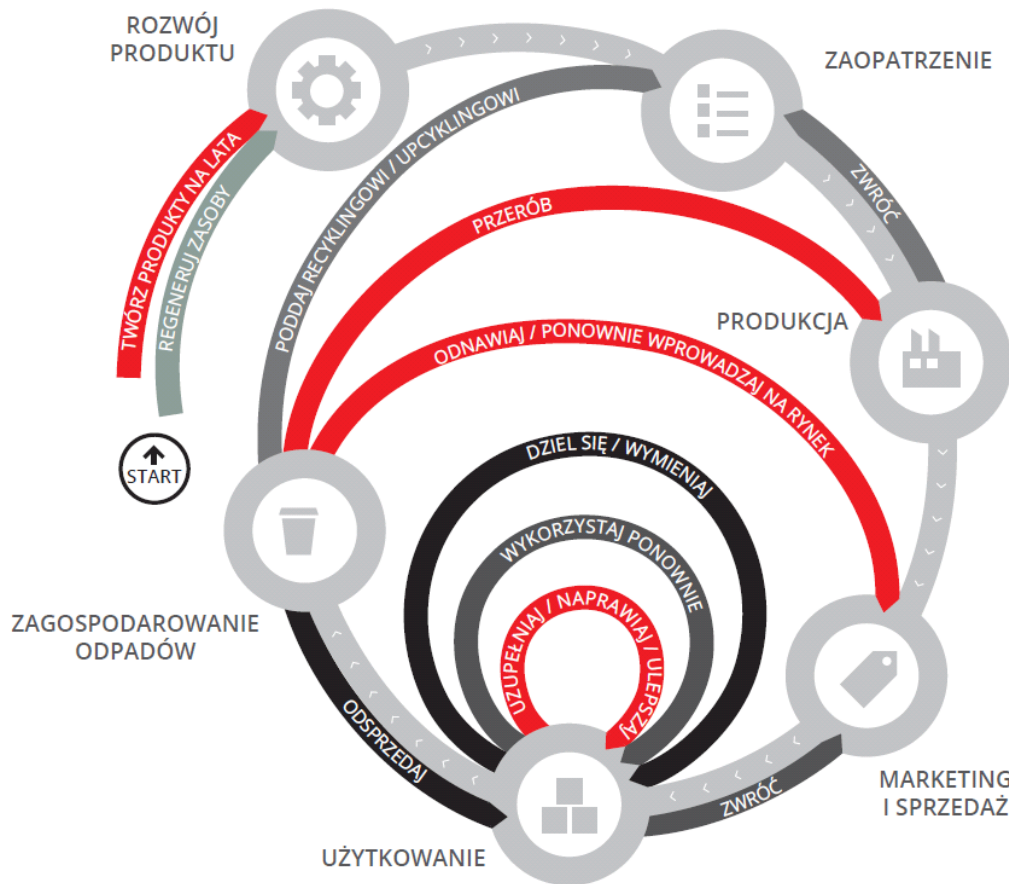 ROZWÓJ
PRODUKTU
ZAOPATRZENIE
PODDAJ RECYKLINGOWI / UPCYKLINGOWI
TWÓRZ PRODUKTY NA LATA
REGENERUJ ZASOBY
ZWRÓĆ
PRZERÓB
PRODUKCJA
ODNAWIAJ / PONOWNIE WPROWADZAJ NA RYNEK
START
DZIEL SIĘ / WYMIENIAJ
WYKORZYSTAJ PONOWNIE
UZUPEŁNIAJ / NAPRAWIAJ / ULEPSZAJ
ZAGOSPODAROWANIE
ODPADÓW
ODSPRZEDAJ
ZWRÓĆ
MARKETING
I SPRZEDAŻ
UŻYTKOWANIE